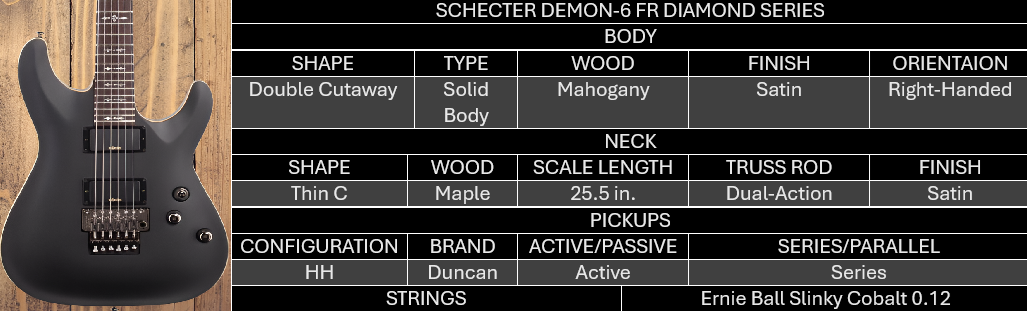 SCHECTER DEMON-6 FR DIAMOND SERIES
BODY
SHAPE TYPE WOOD FINISH ORIENTAION
Double Cutaway Solid Body Mahogany Satin Right-Handed
NECK
SHAPE WOOD SCALE LENGTH TRUSS ROD FINISH
Thin C Maple 25.5 in. Dual-Action Satin
PICKUPS
CONFIGURATION BRAND ACTIVE/PASSIVE SERIES/PARALLEL
HH Duncan Active Series
STRINGS Ernie Ball Slinky Cobalt 0.12